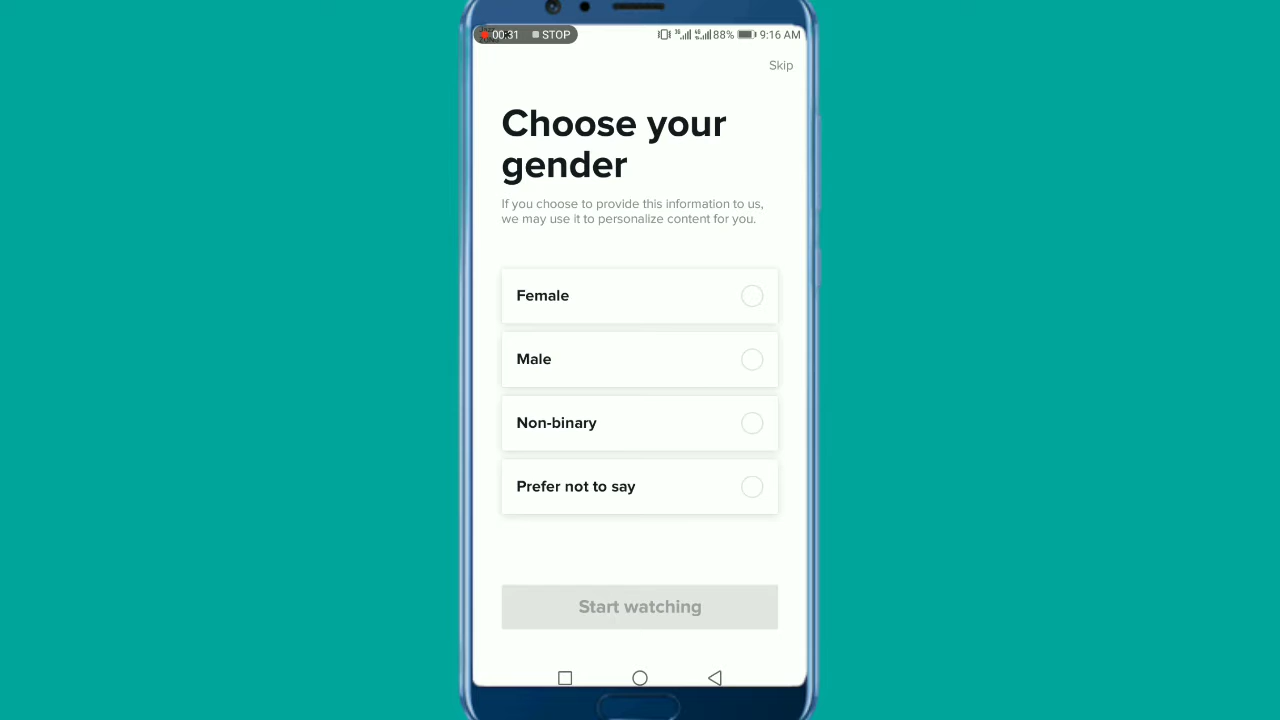 00:31 STOP 88% 9:16 AM
Skip
Choose your
gender
If you choose to provide this information to us,
we may use it to personalize content for you.
Female
Male
Non-binary
Prefer not to say
Start watching